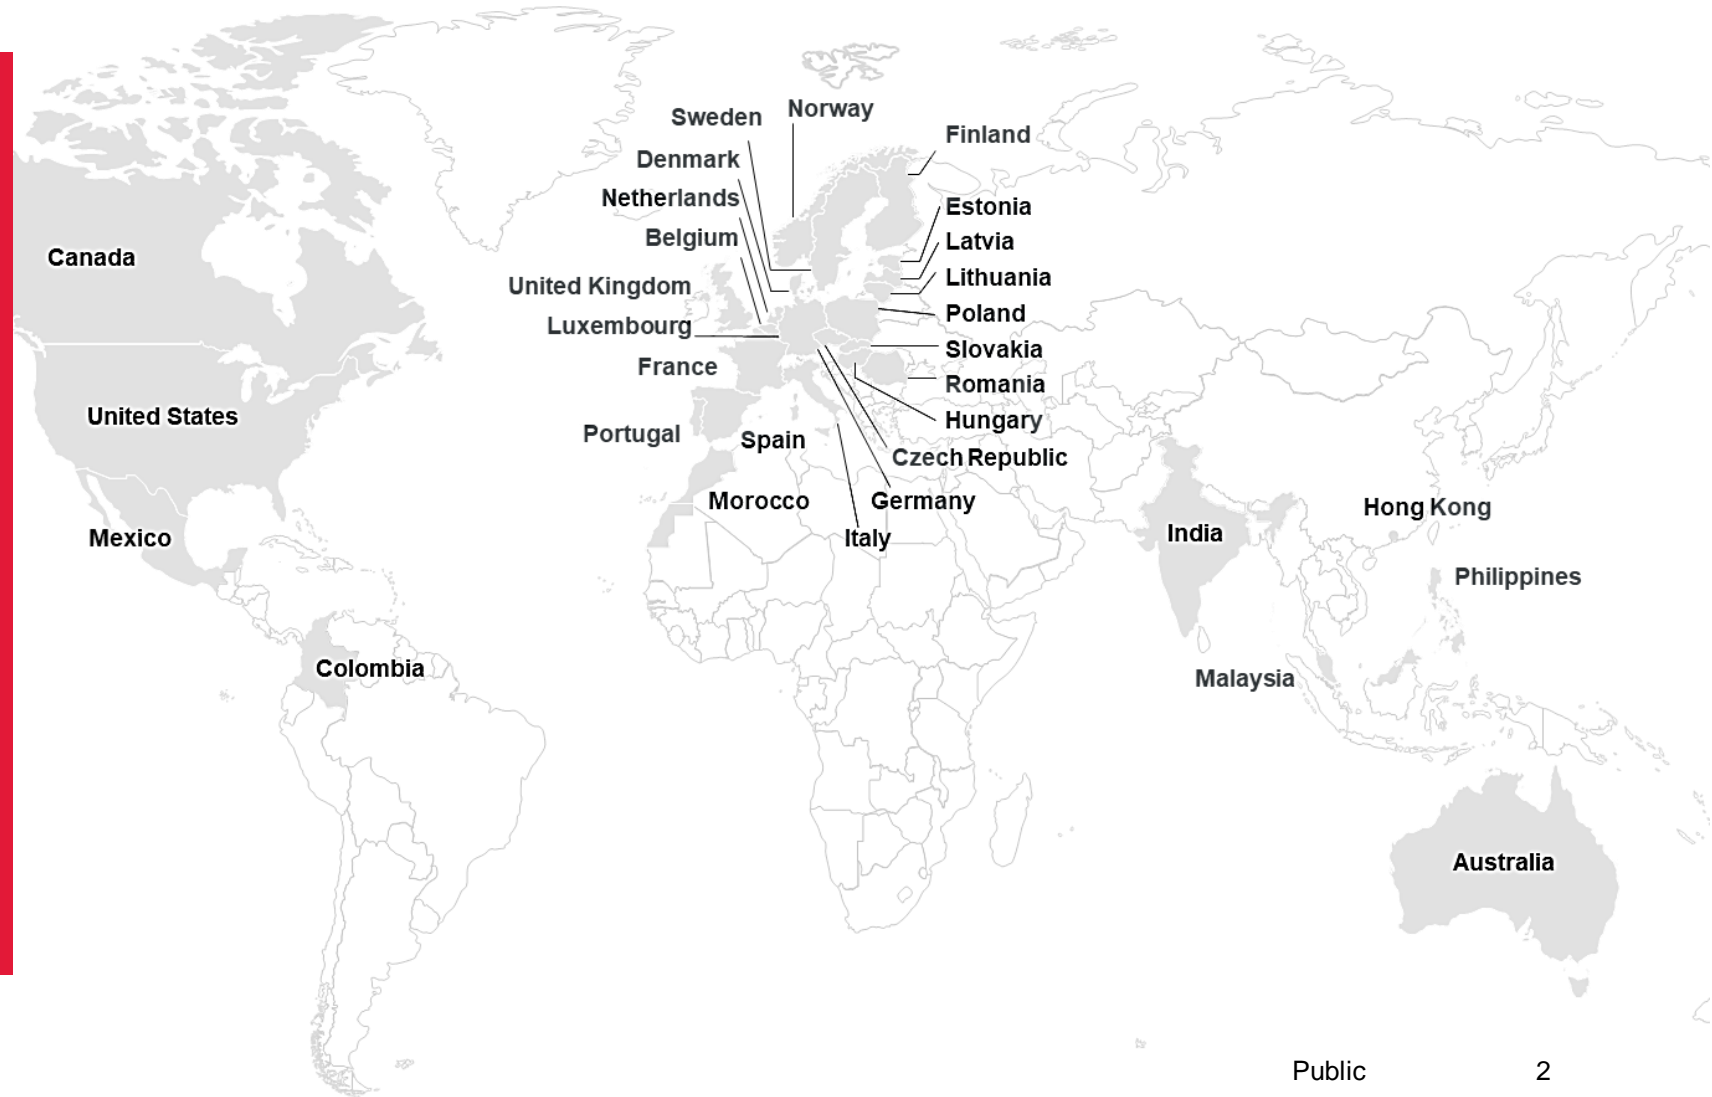 Norway
Sweden
Finland
Denmark
Netherlands
Estonia
Belgium
Latvia
Canada
Lithuania
United Kingdom
Poland
Luxembourg
Slovakia
France
Romania
United States
Hungary
Portugal
Spain
Czech Republic
Morocco
Germany
Hong Kong
India
Mexico
Italy
Philippines
Colombia
Malaysia
Australia
Public 2